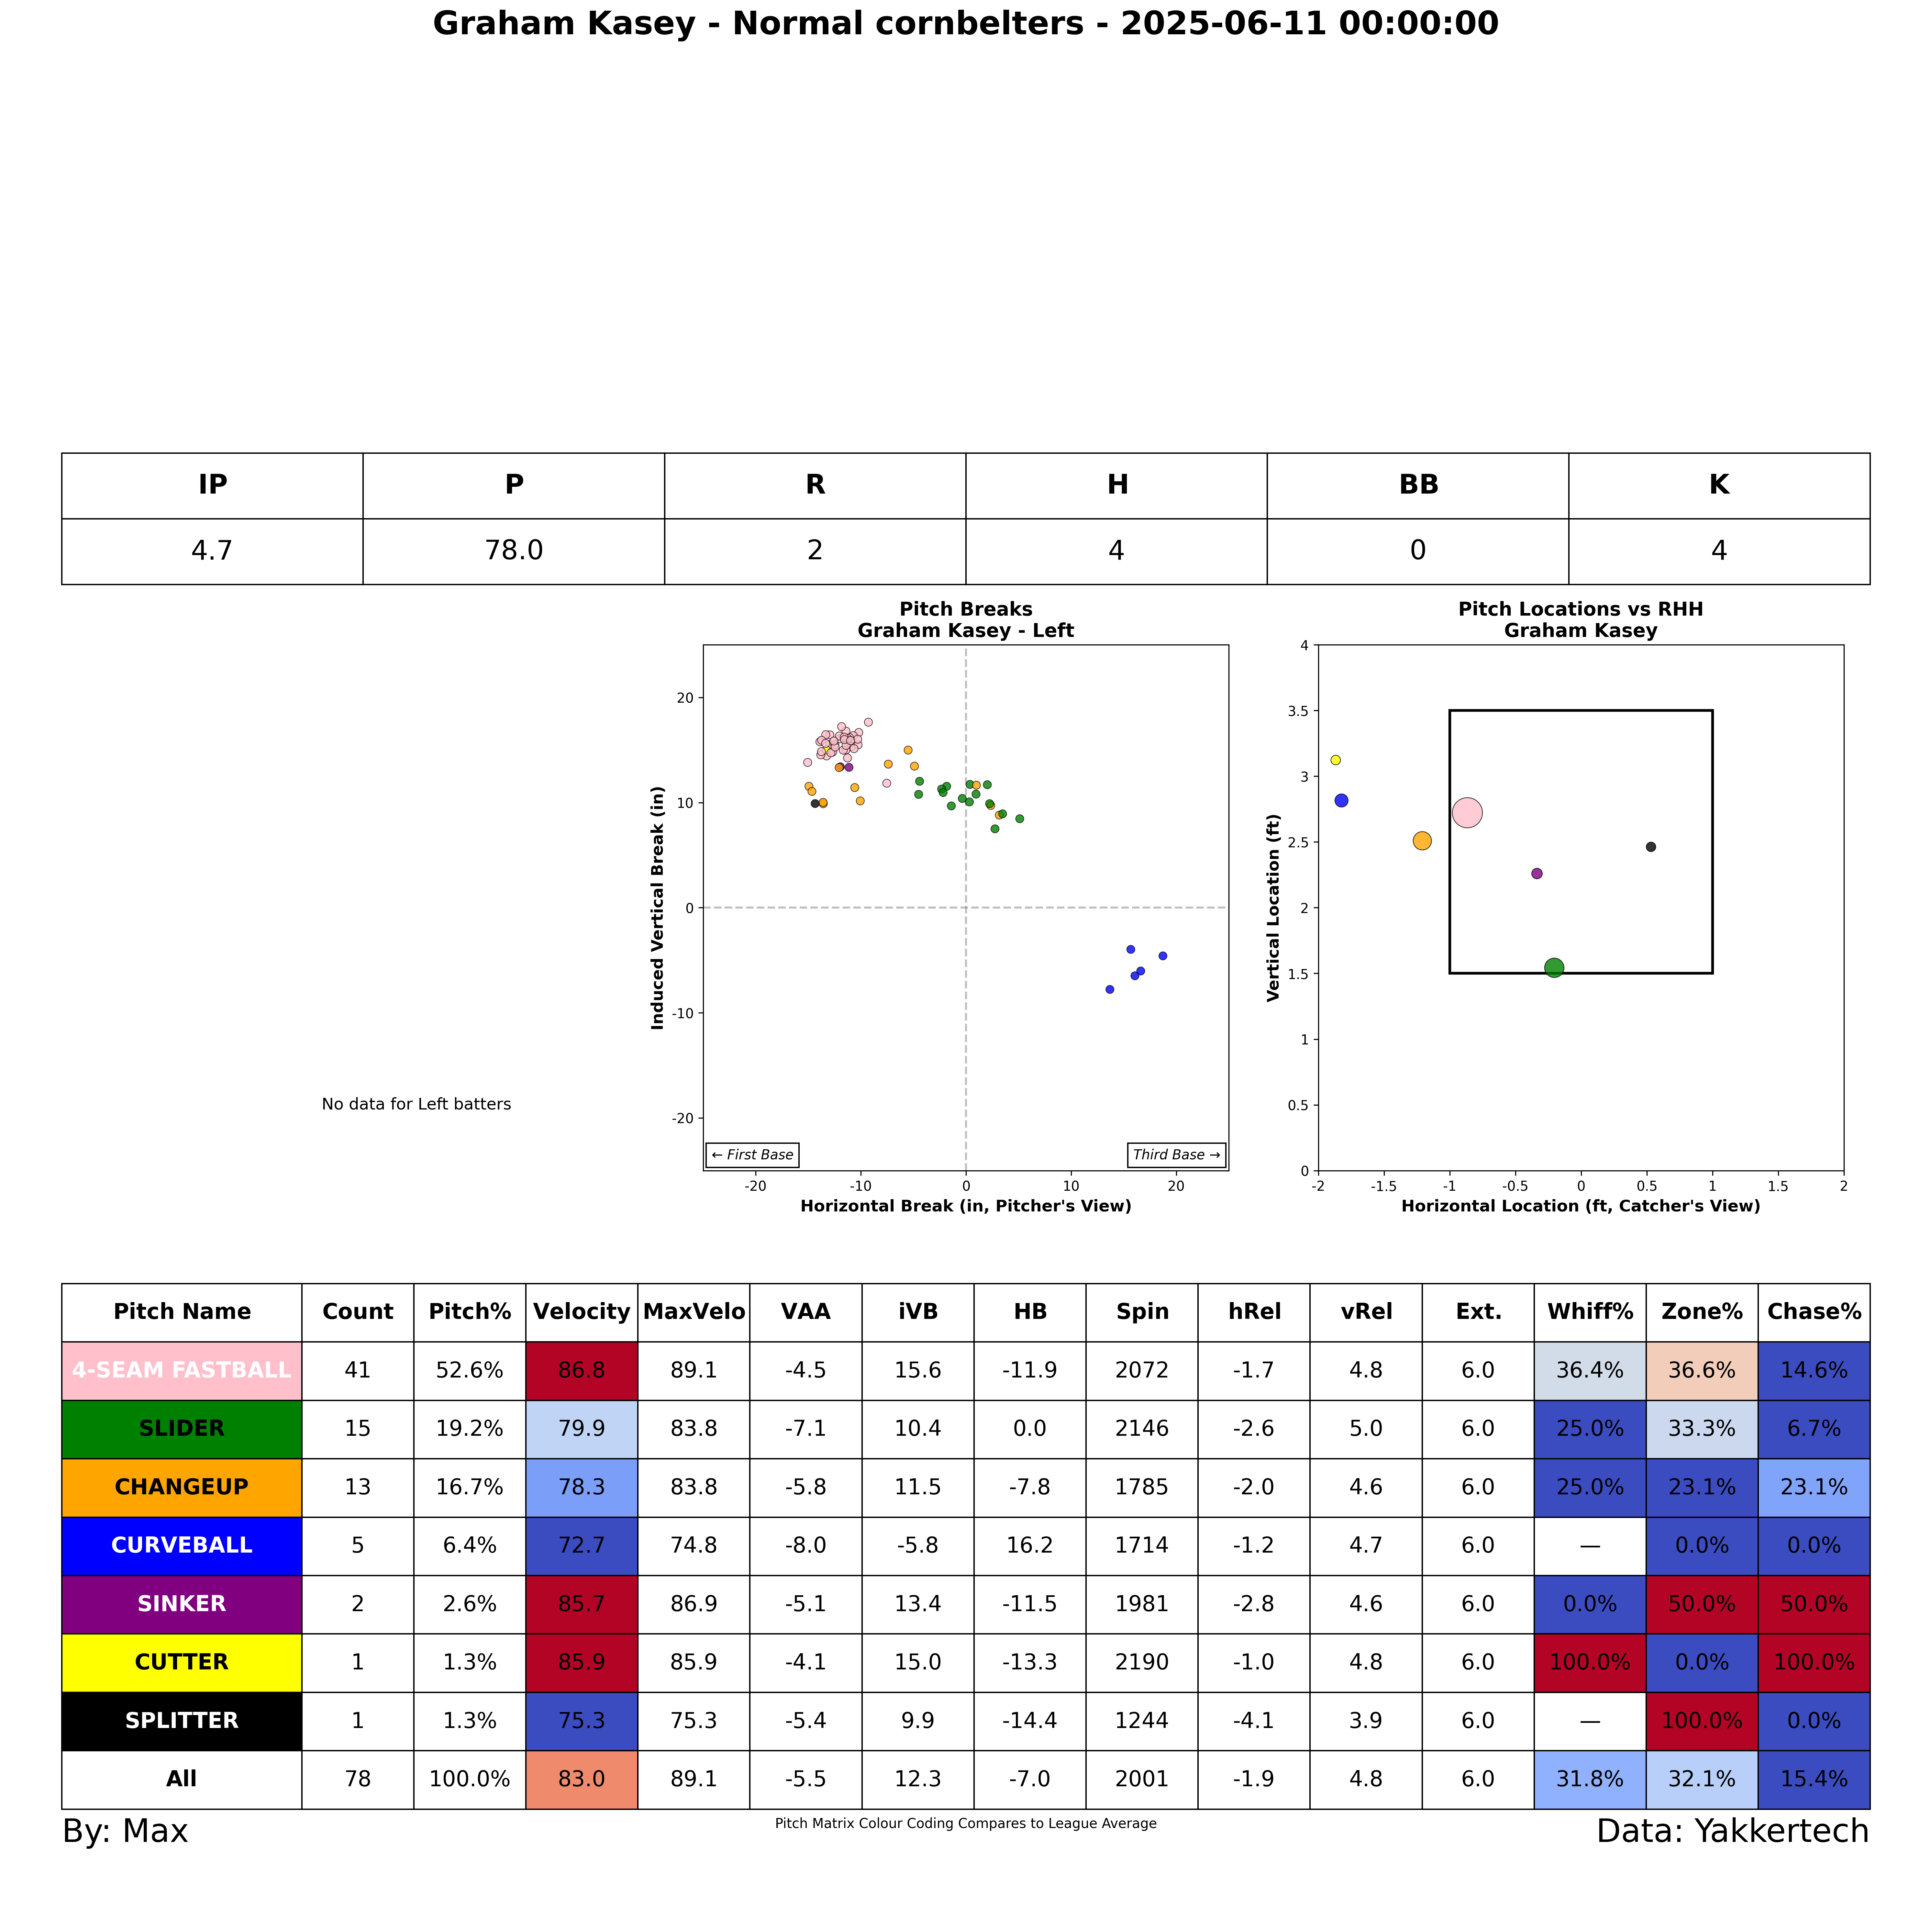 Graham Kasey - Normal cornbelters - 2025-06-11 00:00:00
IP P R H BB K
4.7 78.0 2 4 0 4
No data for Left batters
Pitch Breaks
Graham Kasey - Left
Induced Vertical Break (in)
20
10
0
-10
-20
← First Base Third Base →
-20 -10 0 10 20
Horizontal Break (in, Pitcher's View)
Pitch Locations vs RHH
Graham Kasey
Vertical Location (ft)
4
3.5
3
2.5
2
1.5
1
0.5
0
-2 -1.5 -1 -0.5 0 0.5 1 1.5 2
Horizontal Location (ft, Catcher's View)
Pitch Name Count Pitch% Velocity MaxVelo VAA iVB HB Spin hRel vRel Ext. Whiff% Zone% Chase%
4-SEAM FASTBALL 41 52.6% 86.8 89.1 -4.5 15.6 -11.9 2072 -1.7 4.8 6.0 36.4% 36.6% 14.6%
SLIDER 15 19.2% 79.9 83.8 -7.1 10.4 0.0 2146 -2.6 5.0 6.0 25.0% 33.3% 6.7%
CHANGEUP 13 16.7% 78.3 83.8 -5.8 11.5 -7.8 1785 -2.0 4.6 6.0 25.0% 23.1% 23.1%
CURVEBALL 5 6.4% 72.7 74.8 -8.0 -5.8 16.2 1714 -1.2 4.7 6.0 — 0.0% 0.0%
SINKER 2 2.6% 85.7 86.9 -5.1 13.4 -11.5 1981 -2.8 4.6 6.0 0.0% 50.0% 50.0%
CUTTER 1 1.3% 85.9 85.9 -4.1 15.0 -13.3 2190 -1.0 4.8 6.0 100.0% 0.0% 100.0%
SPLITTER 1 1.3% 75.3 75.3 -5.4 9.9 -14.4 1244 -4.1 3.9 6.0 — 100.0% 0.0%
All 78 100.0% 83.0 89.1 -5.5 12.3 -7.0 2001 -1.9 4.8 6.0 31.8% 32.1% 15.4%
By: Max
Pitch Matrix Colour Coding Compares to League Average
Data: Yakkertech